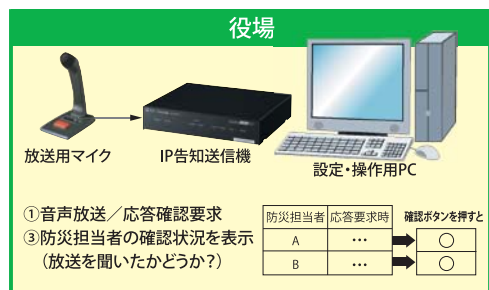 役場
放送用マイク
IP告知送信機
設定・操作用PC
①音声放送／応答確認要求
③防災担当者の確認状況を表示
（放送を聞いたかどうか？）
防災担当者 応答要求時 確認ボタンを押すと
A … ○
B … ○